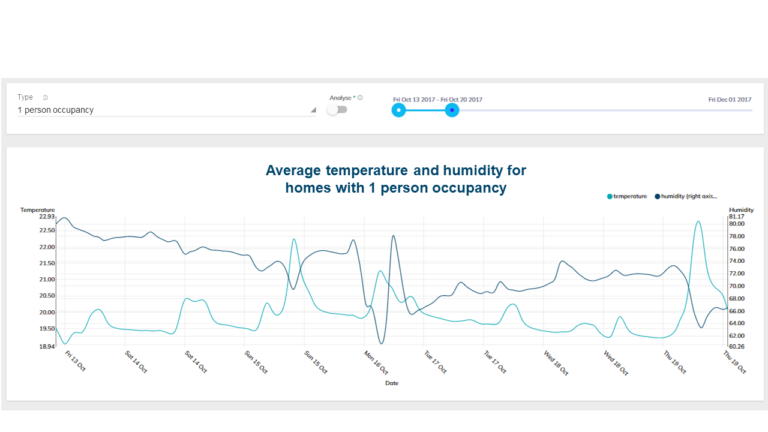 Type
1 person occupancy
Analyse *
Fri Oct 13 2017 - Fri Oct 20 2017
Fri Dec 01 2017
Average temperature and humidity for
homes with 1 person occupancy
temperature
humidity (right axis...
Temperature
Humidity
22.93
22.50
22.00
21.50
21.00
20.50
20.00
19.50
18.94
81.17
80.00
78.00
76.00
74.00
72.00
70.00
68.00
66.00
64.00
62.00
60.26
Fri 13 Oct
Sat 14 Oct
Sat 14 Oct
Sun 15 Oct
Sun 15 Oct
Mon 16 Oct
Tue 17 Oct
Tue 17 Oct
Wed 18 Oct
Wed 18 Oct
Thu 19 Oct
Thu 19 Oct
Date